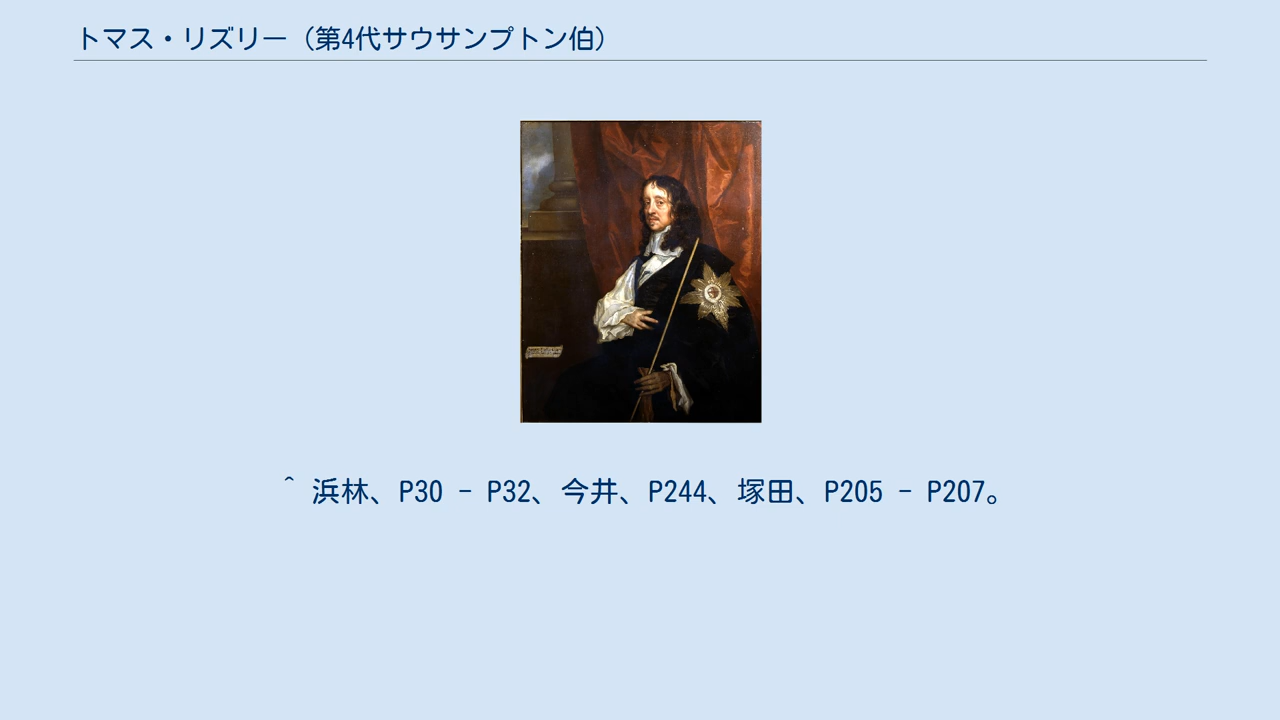 トマス・リズリー（第4代サウサンプトン伯）
^ 浜林、P30 - P32、今井、P244、塚田、P205 - P207。